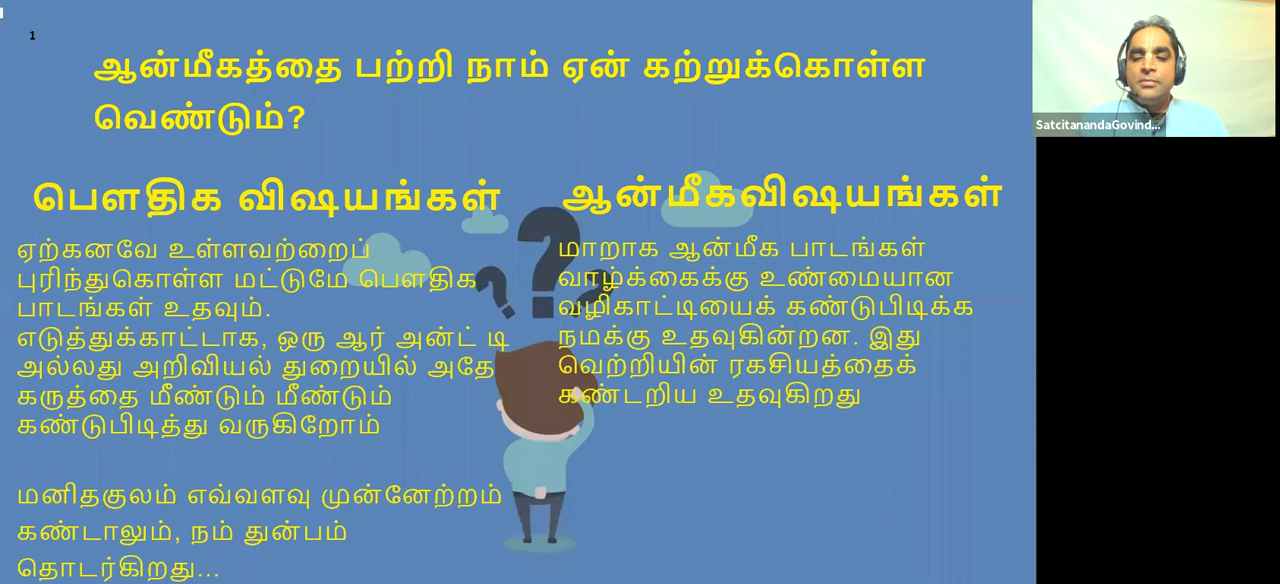 1
ஆன்மீகத்தை பற்றி நாம் ஏன் கற்றுக்கொள்ள
வெண்டும்?
பௌதிக விஷயங்கள்
ஏற்கனவே உள்ளவற்றைப்
புரிந்துகொள்ள மட்டுமே பௌதிக
பாடங்கள் உதவும்.
எடுத்துக்காட்டாக, ஒரு ஆர் அன்ட் டி
அல்லது அறிவியல் துறையில் அதே
கருத்தை மீண்டும் மீண்டும்
கண்டுபிடித்து வருகிறோம்
மனிதகுலம் எவ்வளவு முன்னேற்றம்
கண்டாலும், நம் துன்பம்
தொடர்கிறது...
ஆன்மீகவிஷயங்கள்
மாறாக ஆன்மீக பாடங்கள்
வாழ்க்கைக்கு உண்மையான
வழிகாட்டியைக் கண்டுபிடிக்க
நமக்கு உதவுகின்றன. இது
வெற்றியின் ரகசியத்தைக்
கண்டறிய உதவுகிறது
SatcitanandaGovind...